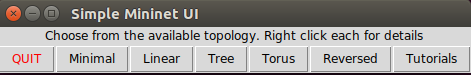 Simple Mininet UI
Choose from the available topology. Right click each for details
QUIT Minimal Linear Tree Torus Reversed Tutorials